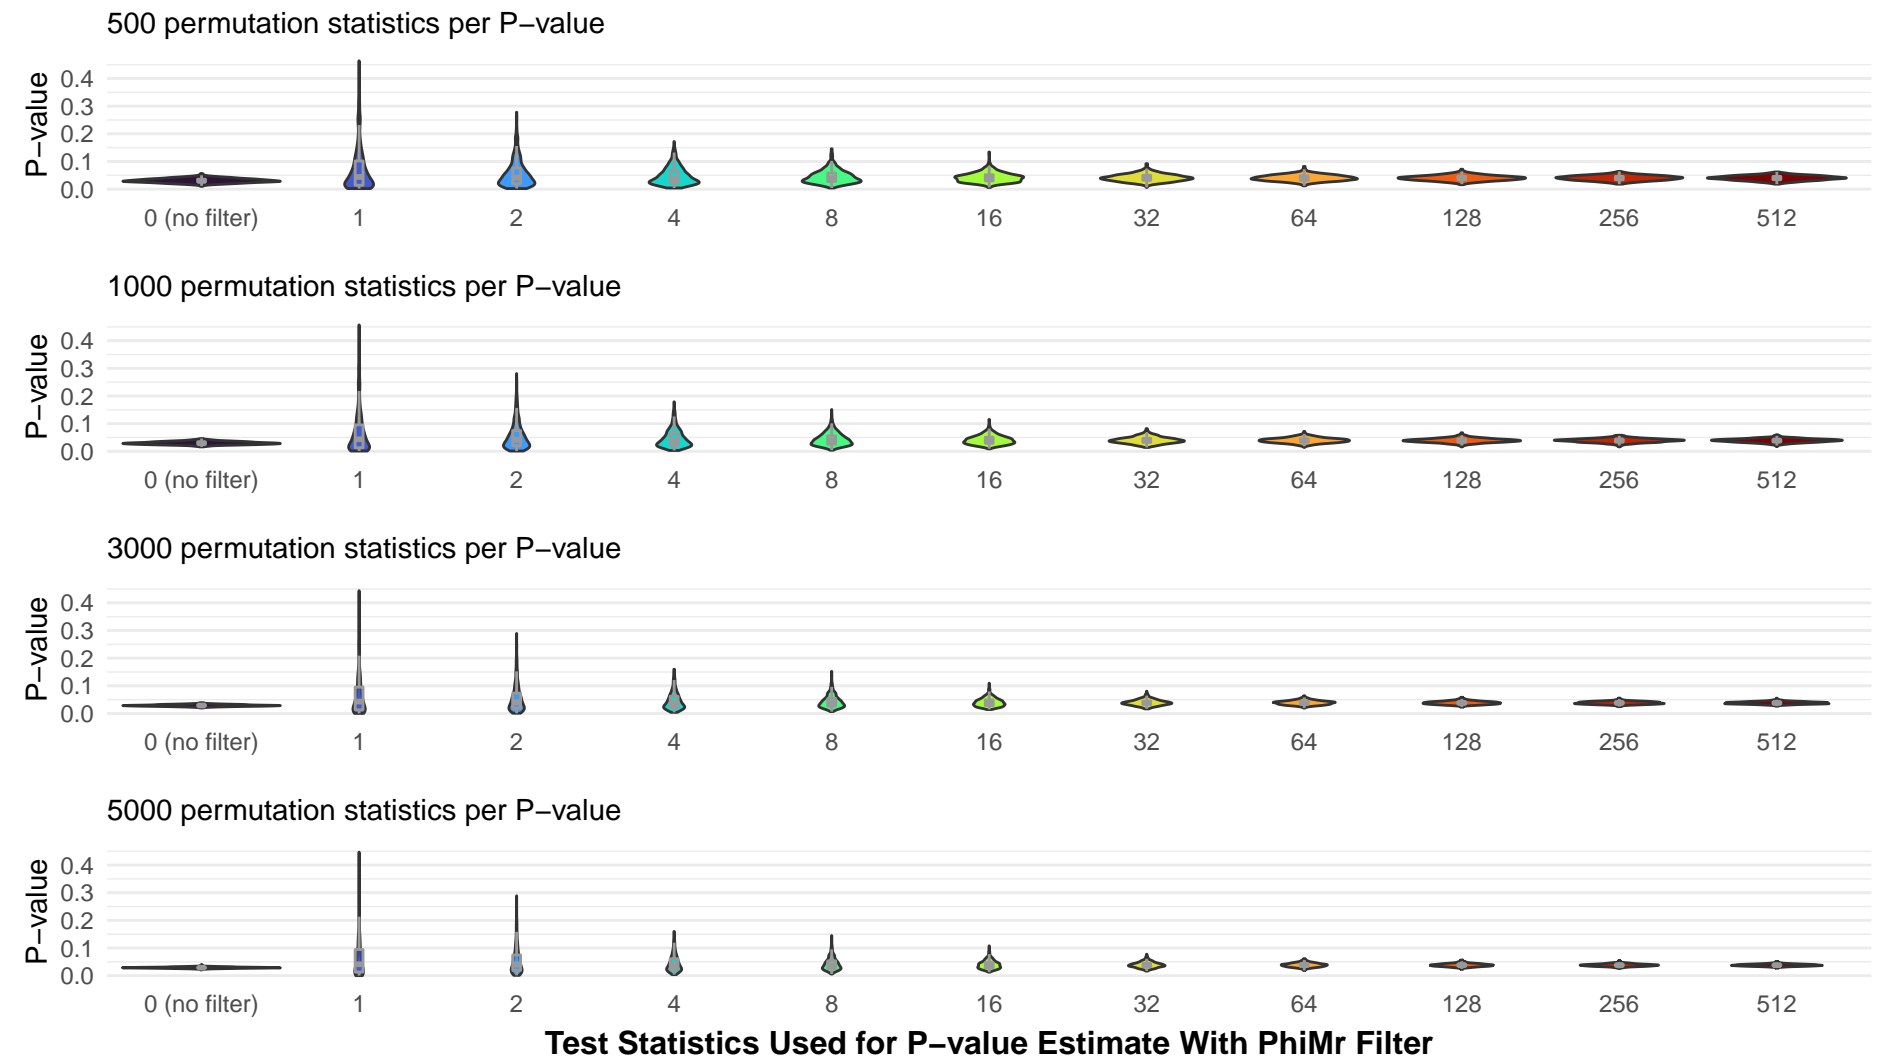 500 permutation statistics per P−value
P−value
0.4
0.3
0.2
0.1
0.0
0 (no filter) 1 2 4 8 16 32 64 128 256 512
1000 permutation statistics per P−value
P−value
0.4
0.3
0.2
0.1
0.0
0 (no filter) 1 2 4 8 16 32 64 128 256 512
3000 permutation statistics per P−value
P−value
0.4
0.3
0.2
0.1
0.0
0 (no filter) 1 2 4 8 16 32 64 128 256 512
5000 permutation statistics per P−value
P−value
0.4
0.3
0.2
0.1
0.0
0 (no filter) 1 2 4 8 16 32 64 128 256 512
Test Statistics Used for P−value Estimate With PhiMr Filter